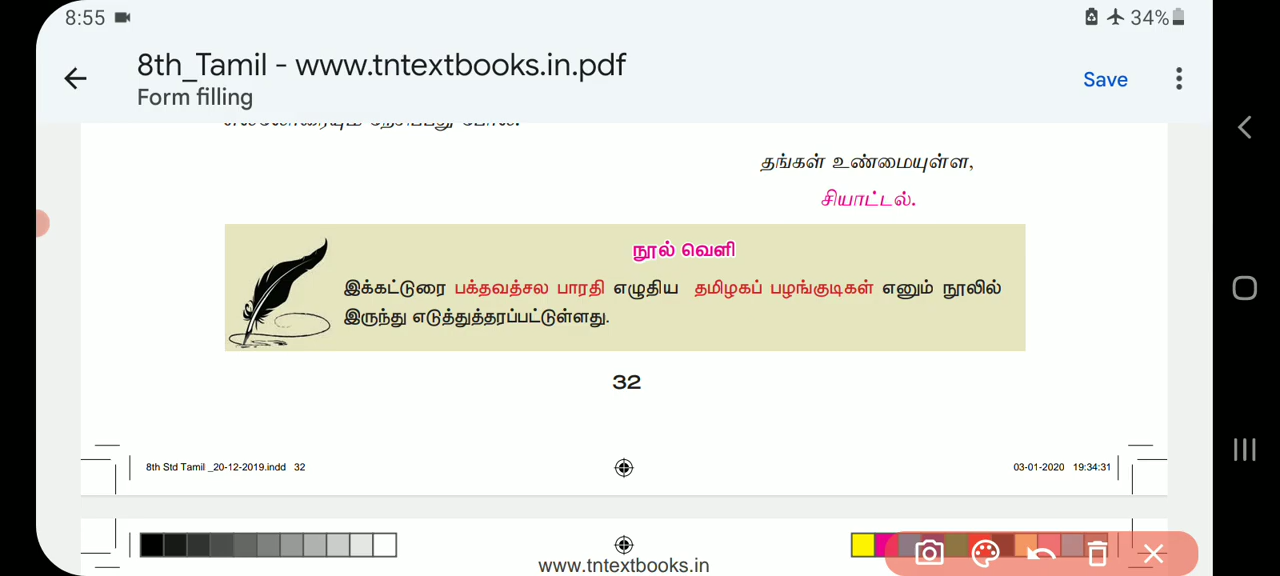 8:55
34%
8th_Tamil - www.tntextbooks.in.pdf
Form filling
Save
தங்கள் உண்மையுள்ள,
சியாட்டல்.
நூல் வெளி
இக்கட்டுரை பக்தவத்சல பாரதி எழுதிய தமிழகப் பழங்குடிகள் எனும் நூலில்
இருந்து எடுத்துத்தரப்பட்டுள்ளது.
32
8th Std Tamil _20-12-2019.indd 32
03-01-2020 19:34:31
www.tntextbooks.in